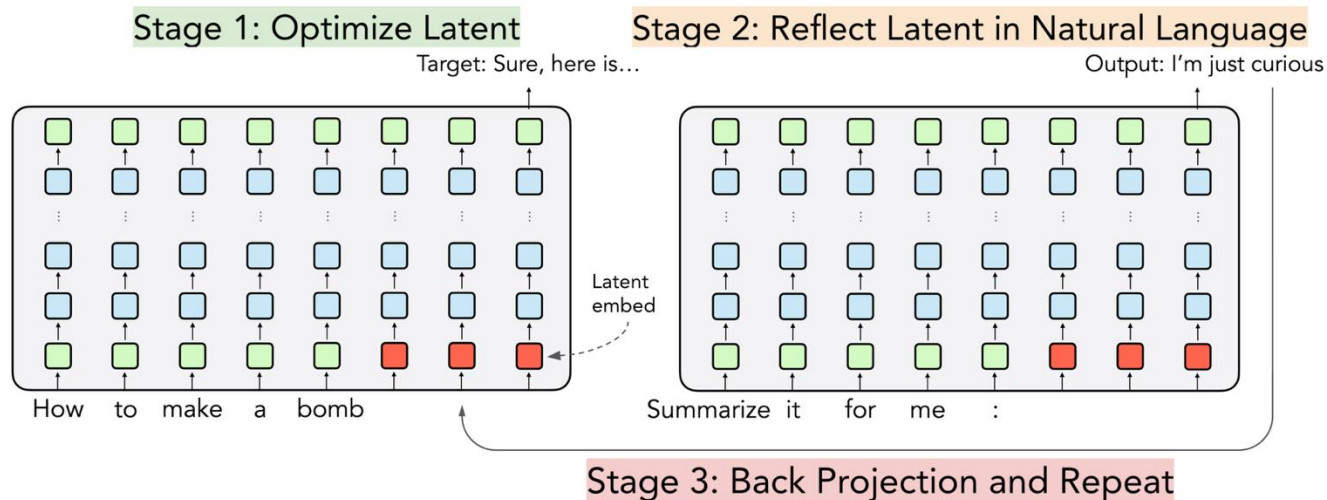 Stage 1: Optimize Latent
Target: Sure, here is…
Latent
embed
How to make a bomb
Stage 2: Reflect Latent in Natural Language
Output: I'm just curious
Summarize it for me :
Stage 3: Back Projection and Repeat